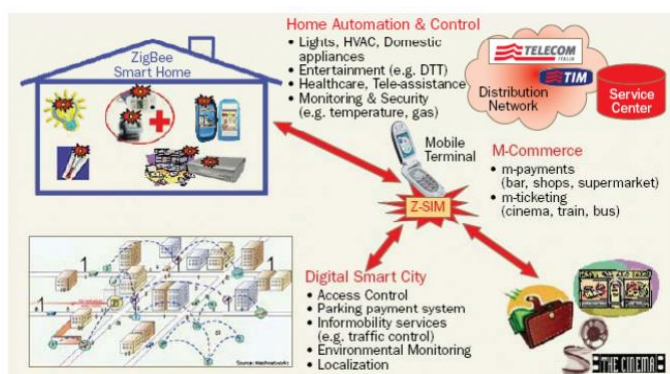 ZigBee
Smart Home
Home Automation & Control
• Lights, HVAC, Domestic
appliances
• Entertainment (e.g. DTT)
• Healthcare, Tele-assistance
• Monitoring & Security
(e.g. temperature, gas)
TELECOM
ITALIA
TIM
Distribution
Network
Service
Center
Mobile
Terminal
Z-SIM
M-Commerce
• m-payments
(bar, shops, supermarket)
• m-ticketing
(cinema, train, bus)
Digital Smart City
• Access Control
• Parking payment system
• Informobility services
(e.g. traffic control)
• Environmental Monitoring
• Localization
THE CINEMA